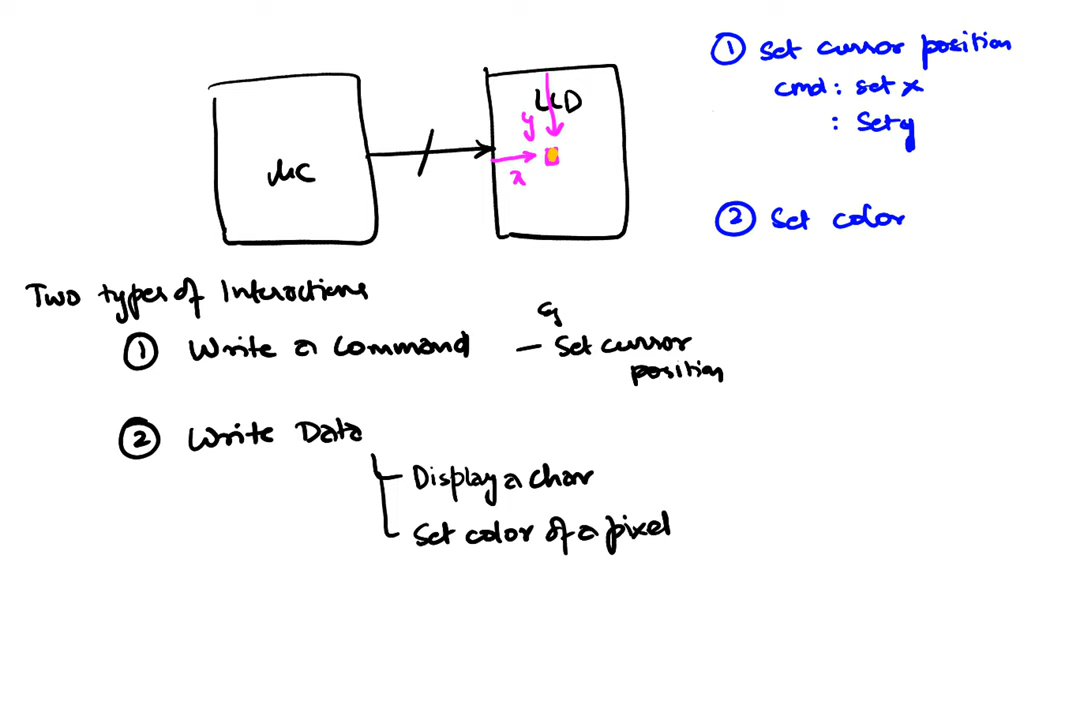 ① Set cursor position
cmd: set x
: set y
② Set color
μC
LCD
y
x
Two types of Interactions
① Write a command — Set cursor
eg
position
② Write Data
Display a char
Set color of a pixel